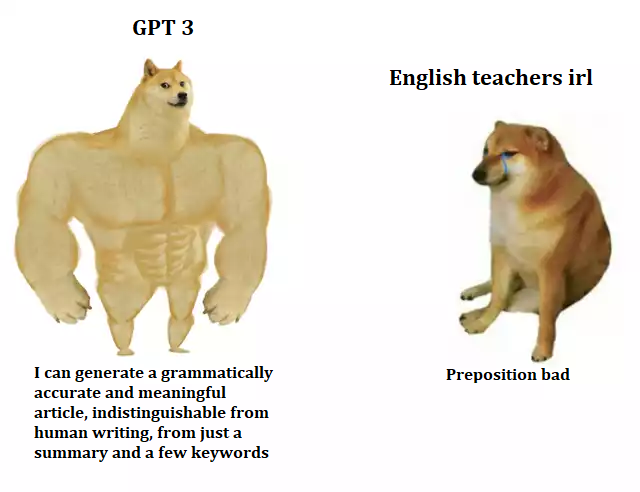 GPT 3
English teachers irl
I can generate a grammatically
accurate and meaningful
article, indistinguishable from
human writing, from just a
summary and a few keywords
Preposition bad